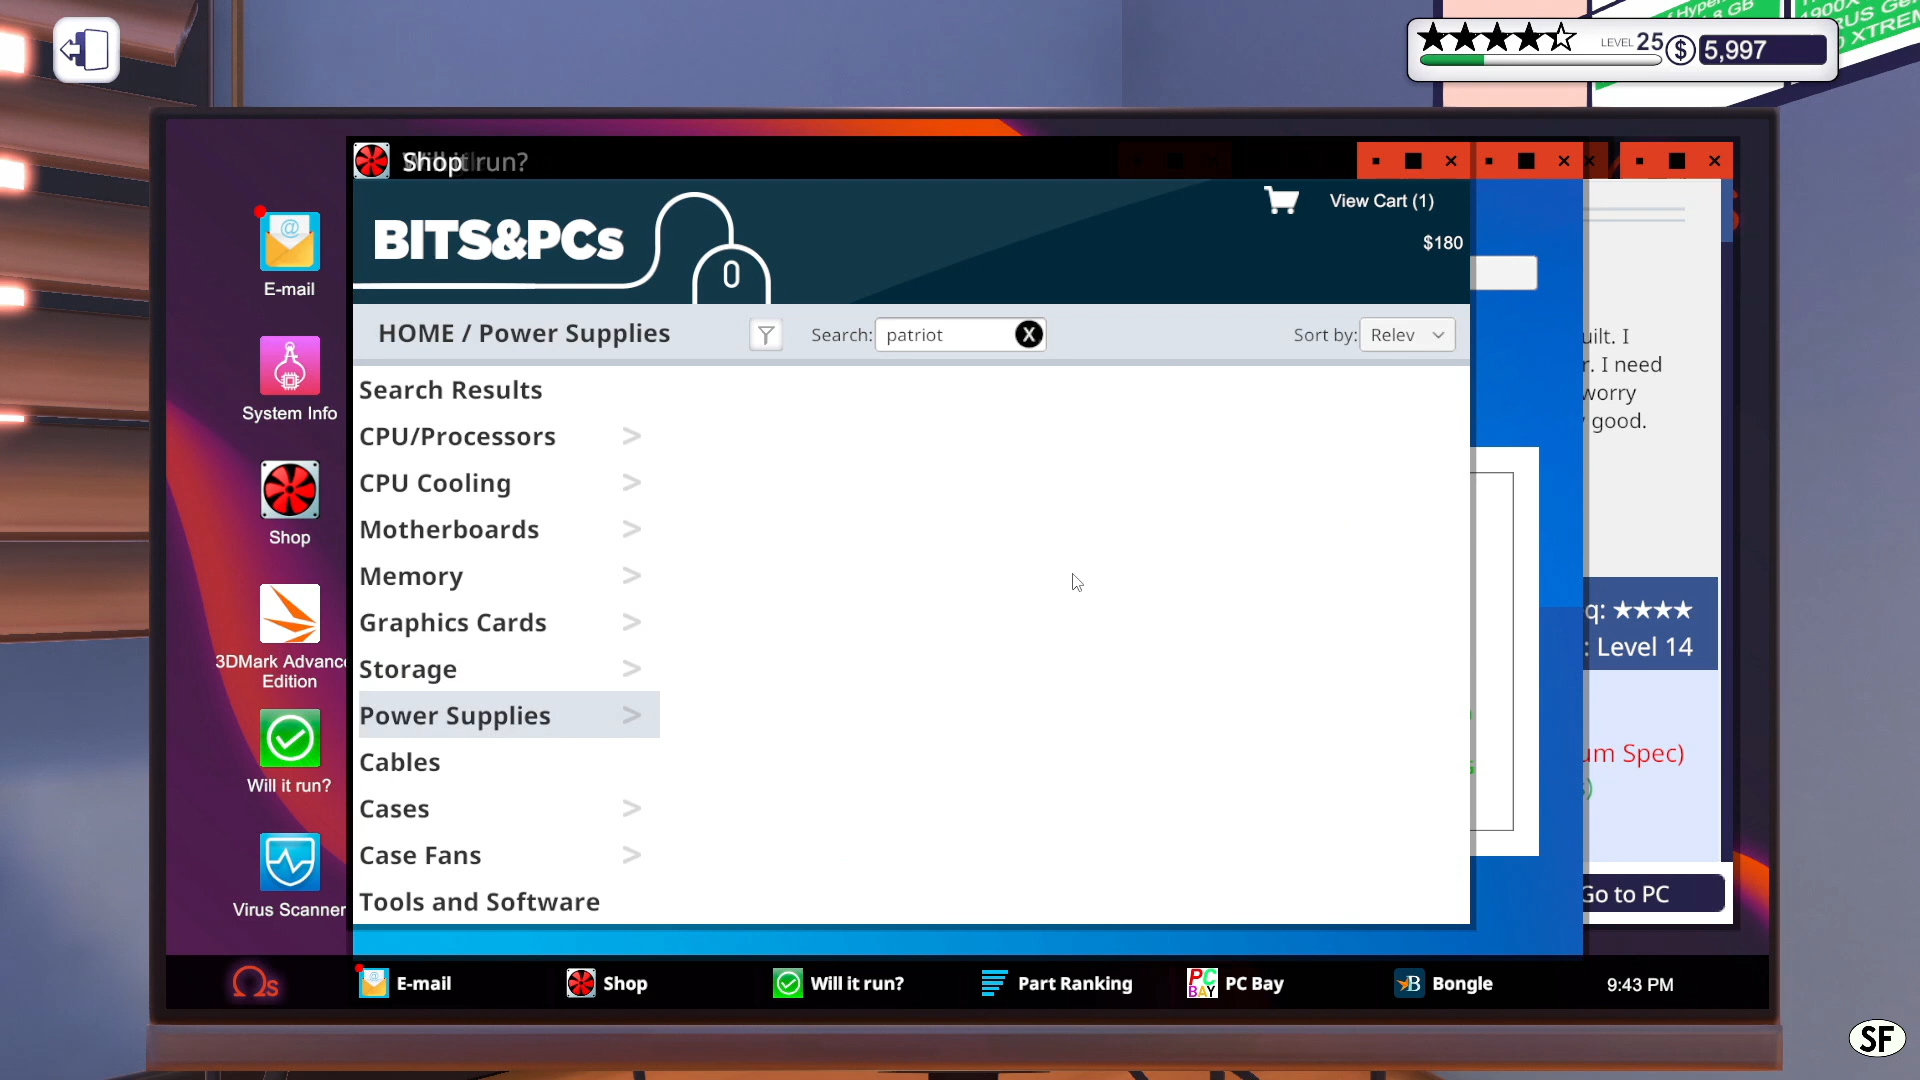 LEVEL 25
$ 5,997
Shop
BITS&PCs
View Cart (1)
$180
HOME / Power Supplies
Search: patriot X
Sort by: Relev
Search Results
CPU/Processors >
CPU Cooling >
Motherboards >
Memory >
Graphics Cards >
Storage >
Power Supplies >
Cables
Cases >
Case Fans >
Tools and Software
E-mail
System Info
Shop
3DMark Advanc
Edition
Will it run?
Virus Scanner
I need
worry
good.
: Level 14
um Spec)
Go to PC
Ωs
E-mail
Shop
Will it run?
Part Ranking
PC BAY
PC Bay
B
Bongle
9:43 PM
SF